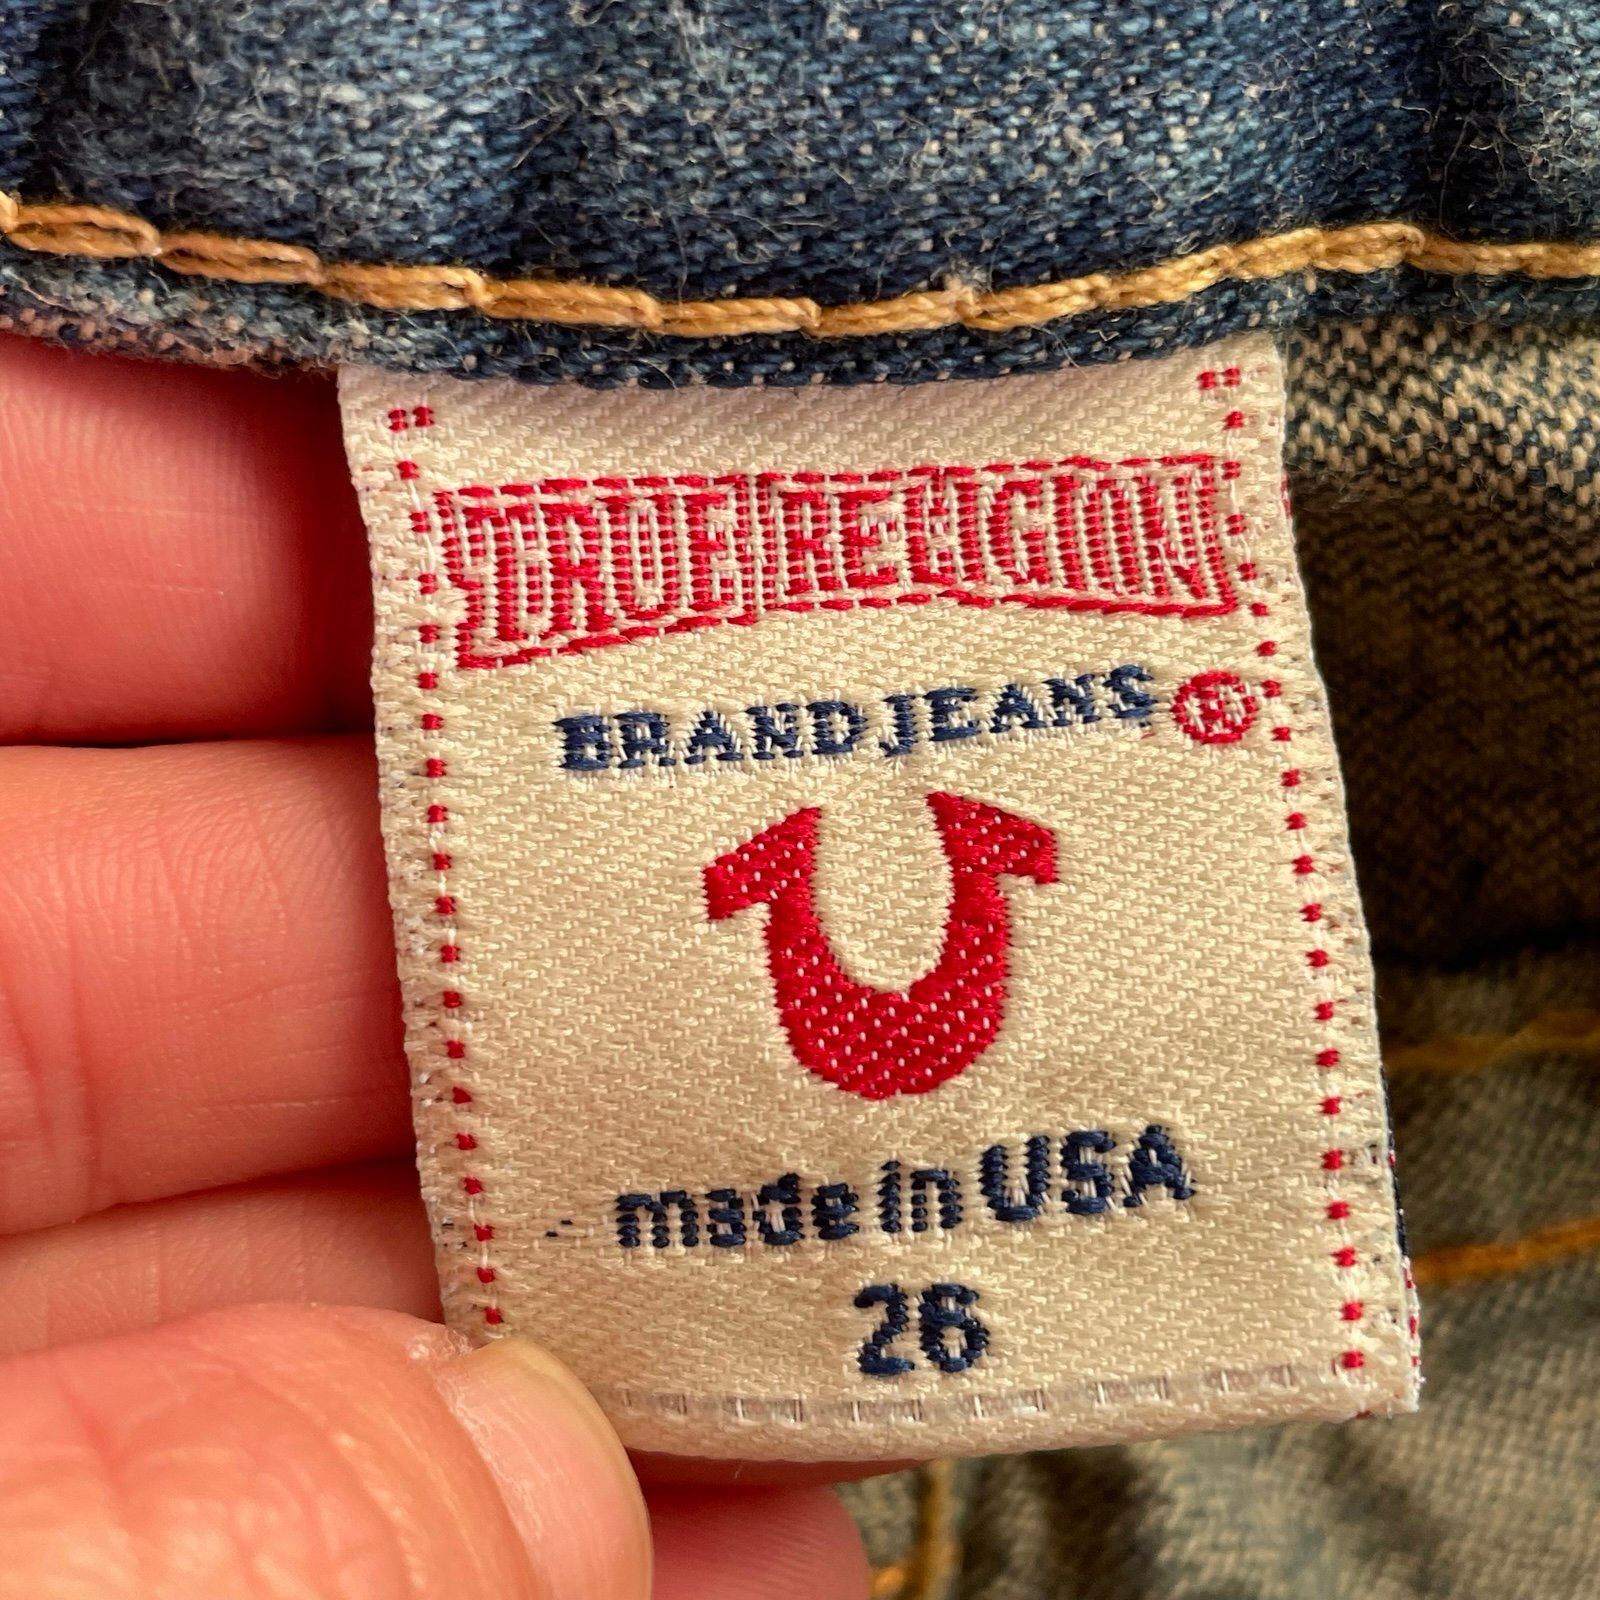 TRUE RELIGION
BRAND JEANS ®
made in USA
26